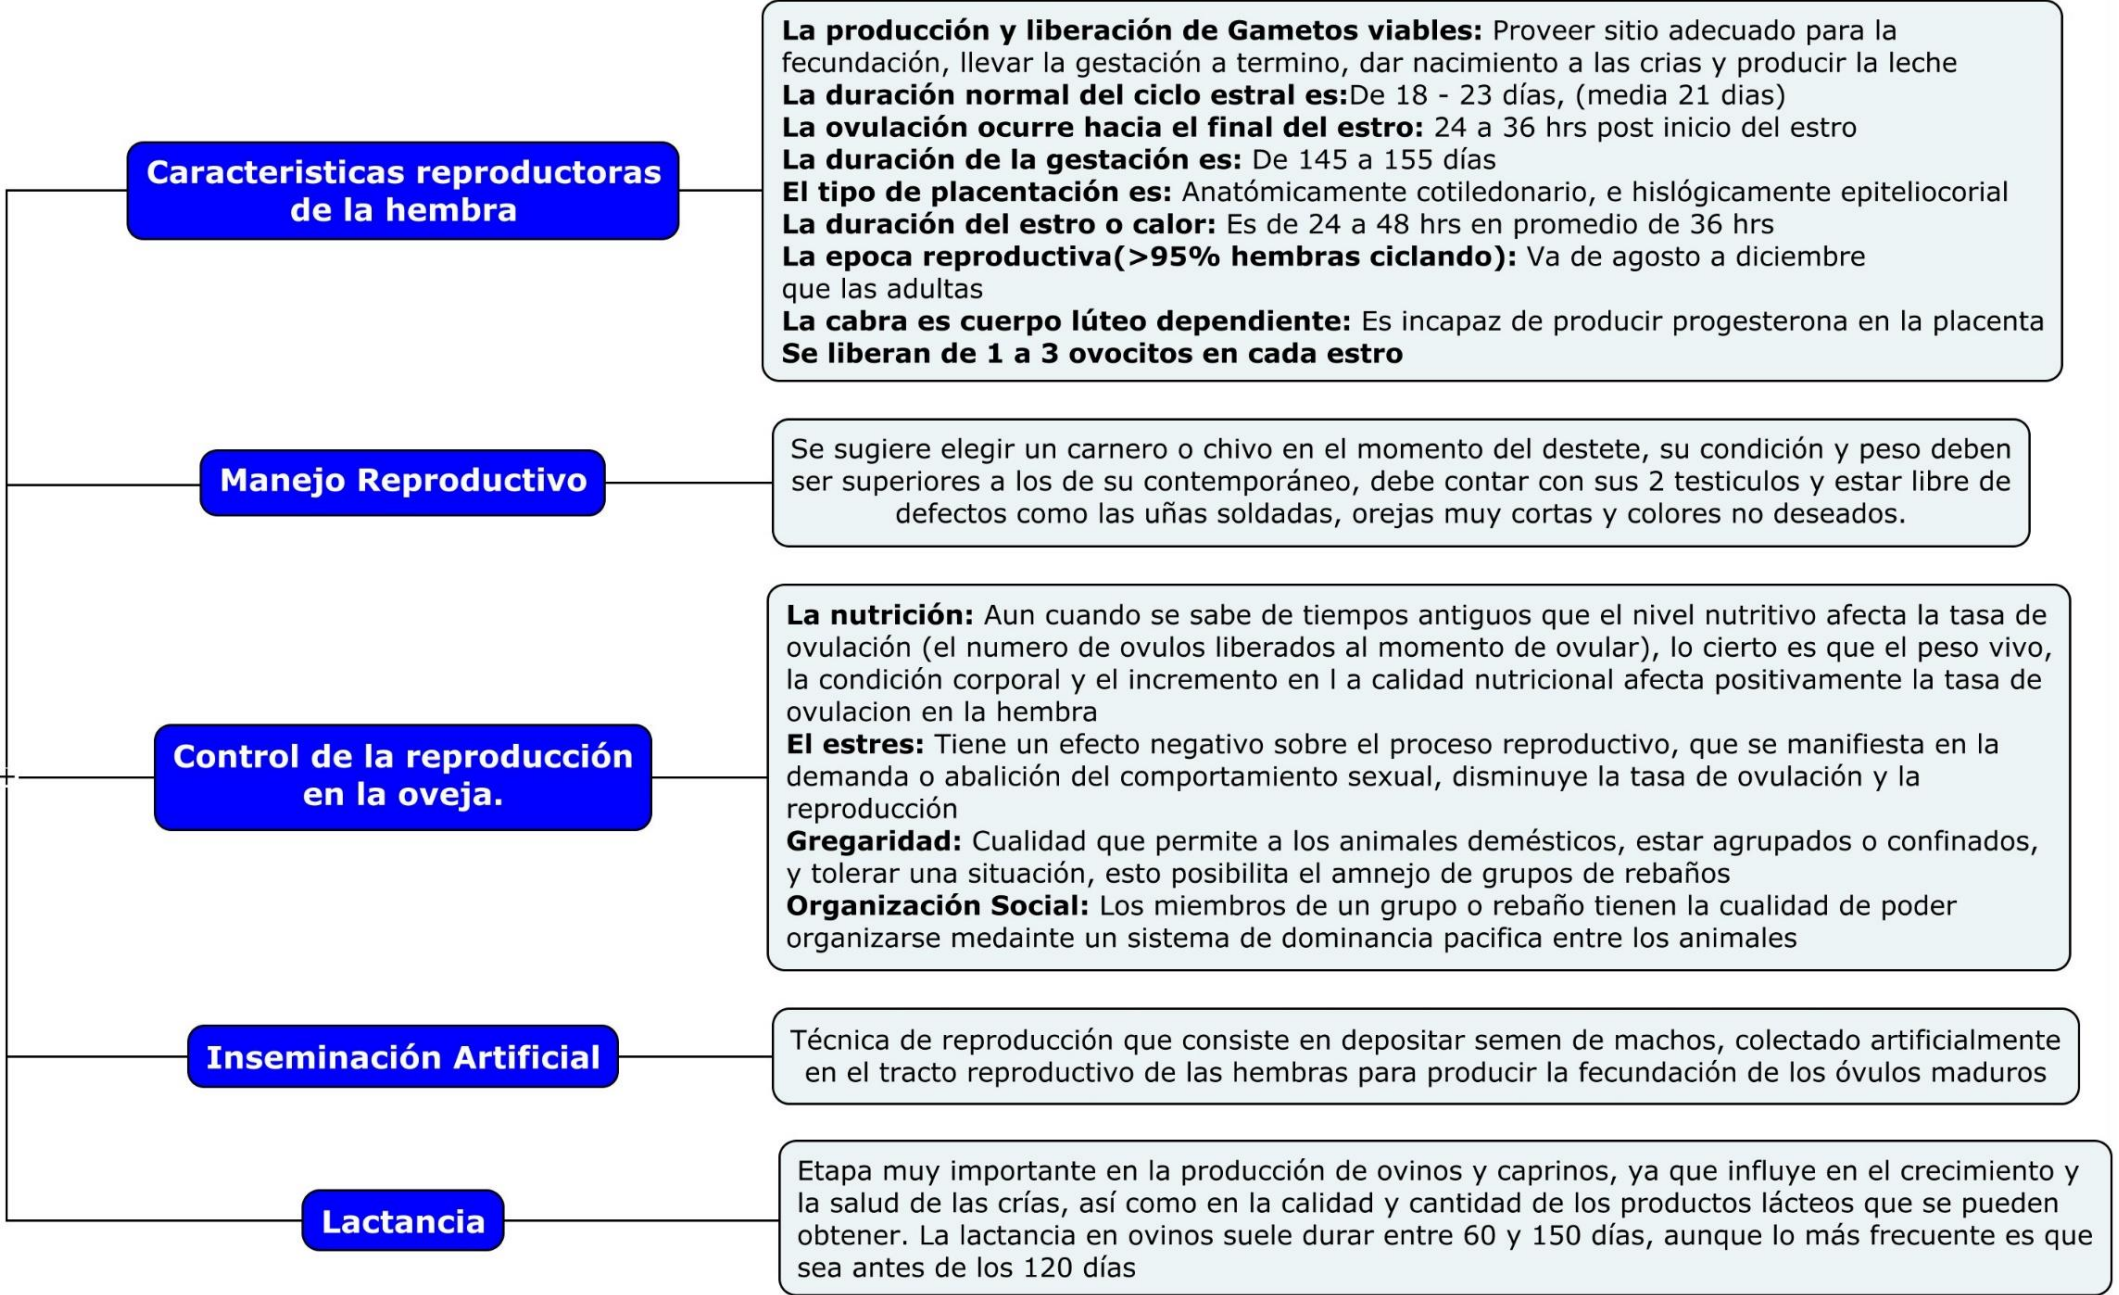 Caracteristicas reproductoras
de la hembra
La producción y liberación de Gametos viables: Proveer sitio adecuado para la
fecundación, llevar la gestación a termino, dar nacimiento a las crias y producir la leche
La duración normal del ciclo estral es:De 18 - 23 días, (media 21 dias)
La ovulación ocurre hacia el final del estro: 24 a 36 hrs post inicio del estro
La duración de la gestación es: De 145 a 155 días
El tipo de placentación es: Anatómicamente cotiledonario, e hislógicamente epiteliocorial
La duración del estro o calor: Es de 24 a 48 hrs en promedio de 36 hrs
La epoca reproductiva(>95% hembras ciclando): Va de agosto a diciembre
que las adultas
La cabra es cuerpo lúteo dependiente: Es incapaz de producir progesterona en la placenta
Se liberan de 1 a 3 ovocitos en cada estro
Manejo Reproductivo
Se sugiere elegir un carnero o chivo en el momento del destete, su condición y peso deben
ser superiores a los de su contemporáneo, debe contar con sus 2 testiculos y estar libre de
defectos como las uñas soldadas, orejas muy cortas y colores no deseados.
Control de la reproducción
en la oveja.
La nutrición: Aun cuando se sabe de tiempos antiguos que el nivel nutritivo afecta la tasa de
ovulación (el numero de ovulos liberados al momento de ovular), lo cierto es que el peso vivo,
la condición corporal y el incremento en l a calidad nutricional afecta positivamente la tasa de
ovulacion en la hembra
El estres: Tiene un efecto negativo sobre el proceso reproductivo, que se manifiesta en la
demanda o abalición del comportamiento sexual, disminuye la tasa de ovulación y la
reproducción
Gregaridad: Cualidad que permite a los animales demésticos, estar agrupados o confinados,
y tolerar una situación, esto posibilita el amnejo de grupos de rebaños
Organización Social: Los miembros de un grupo o rebaño tienen la cualidad de poder
organizarse medainte un sistema de dominancia pacifica entre los animales
Inseminación Artificial
Técnica de reproducción que consiste en depositar semen de machos, colectado artificialmente
en el tracto reproductivo de las hembras para producir la fecundación de los óvulos maduros
Lactancia
Etapa muy importante en la producción de ovinos y caprinos, ya que influye en el crecimiento y
la salud de las crías, así como en la calidad y cantidad de los productos lácteos que se pueden
obtener. La lactancia en ovinos suele durar entre 60 y 150 días, aunque lo más frecuente es que
sea antes de los 120 días